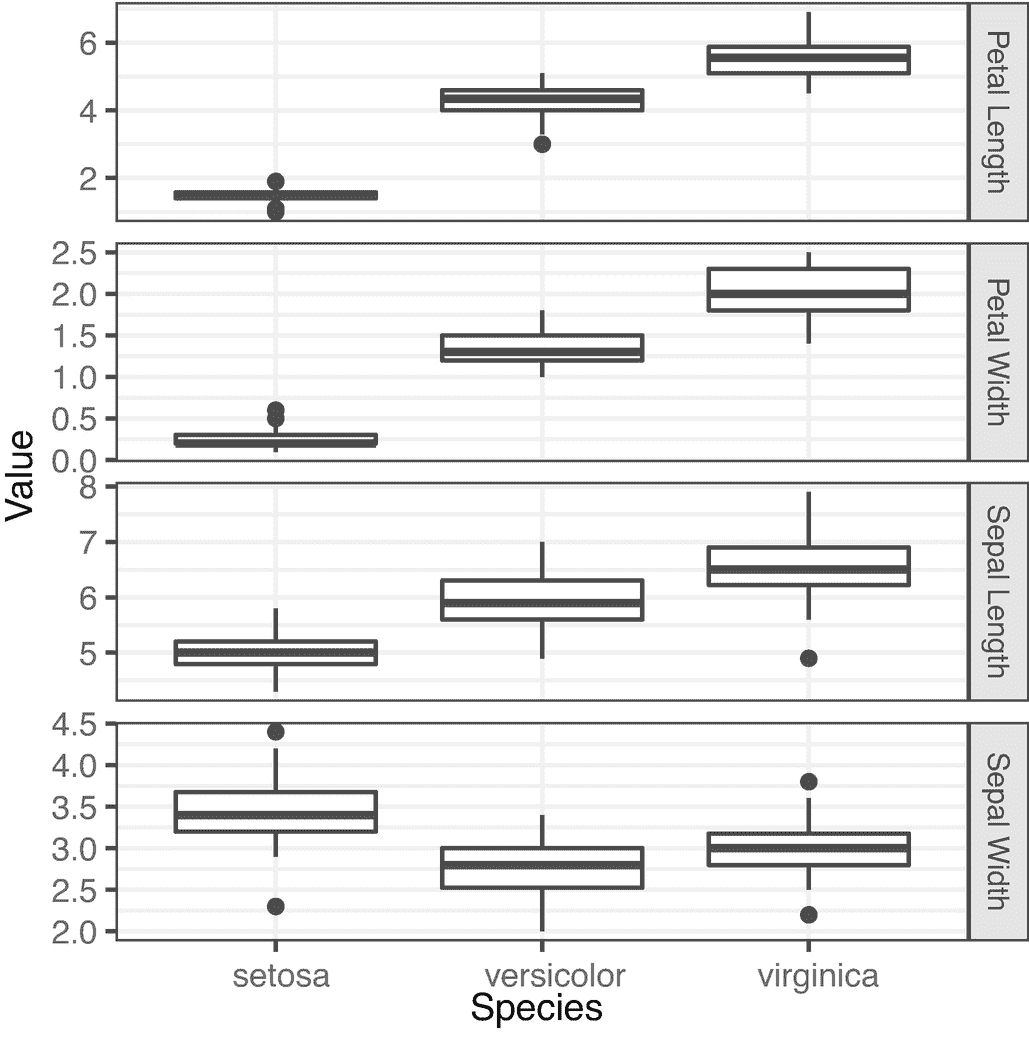 6
4
2
Petal Length
2.5
2.0
1.5
1.0
0.5
0.0
Petal Width
Value
8
7
6
5
Sepal Length
4.5
4.0
3.5
3.0
2.5
2.0
Sepal Width
setosa versicolor virginica
Species